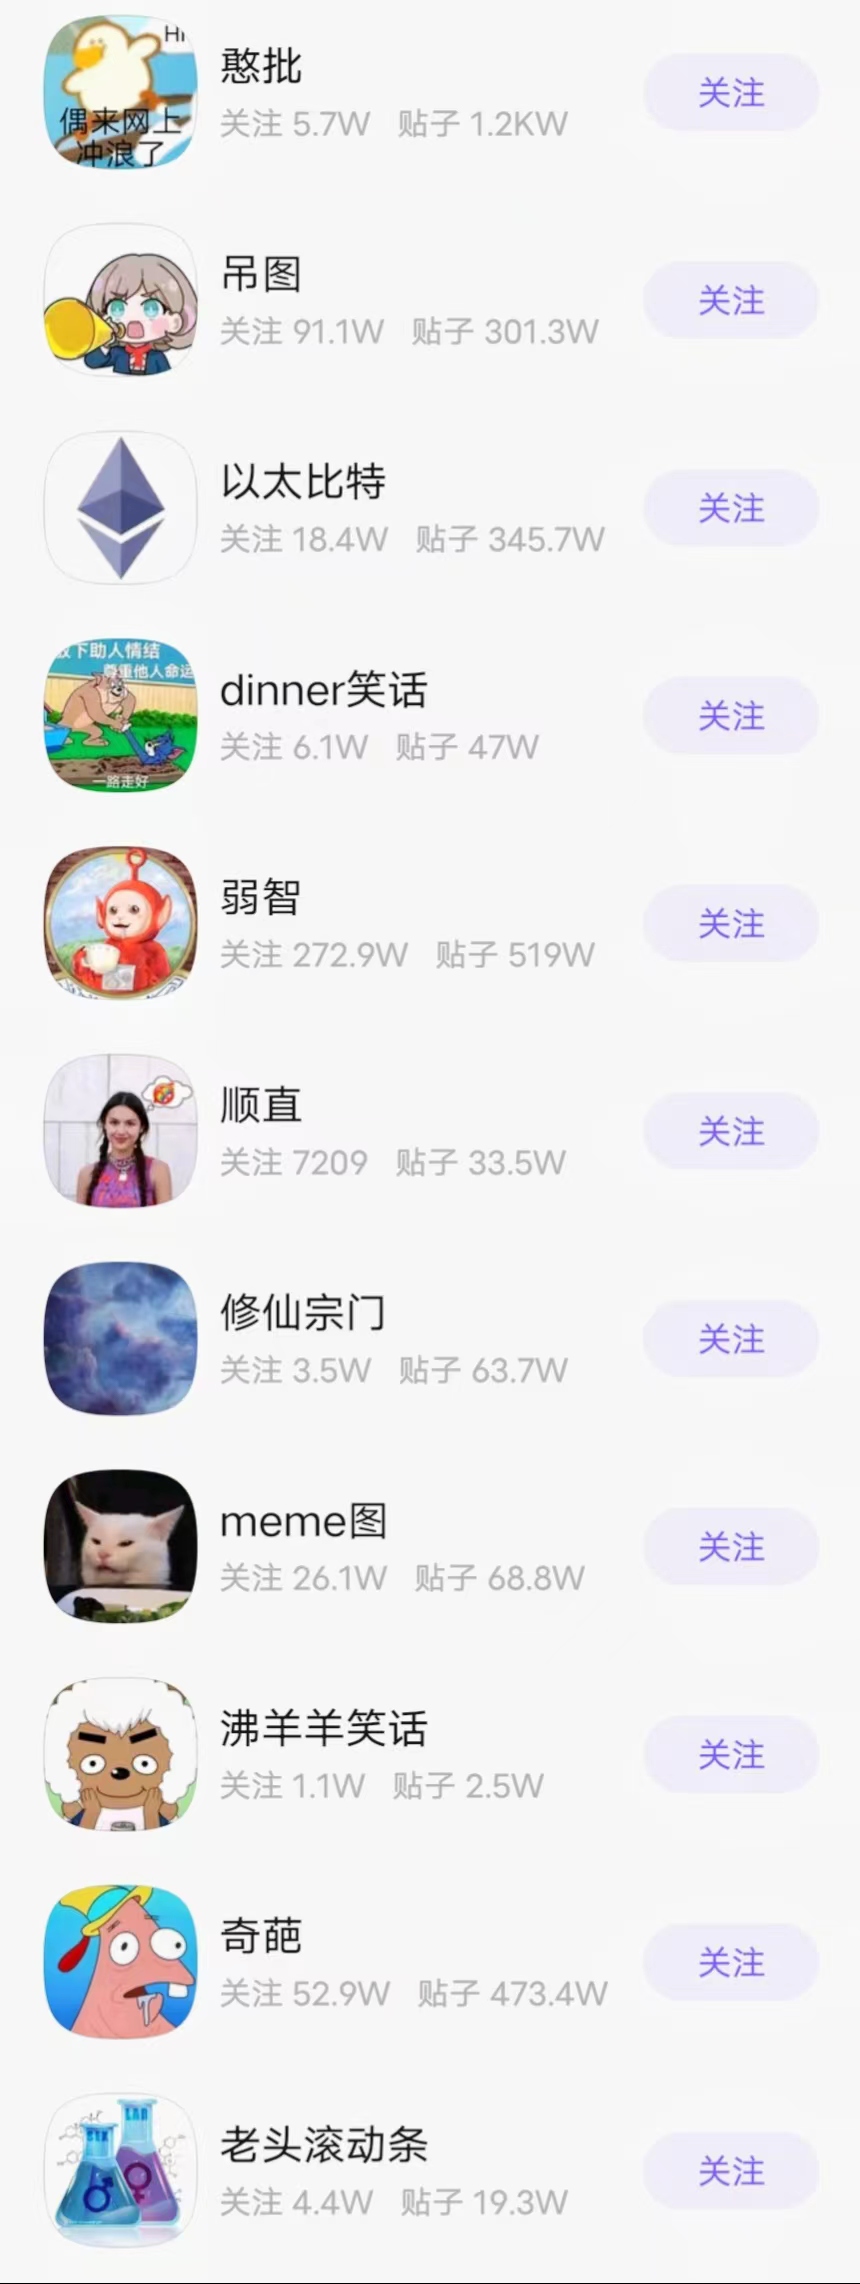 Hi
偶来网上
冲浪了
憨批
关注 5.7W 贴子 1.2KW
关注
吊图
关注 91.1W 贴子 301.3W
关注
以太比特
关注 18.4W 贴子 345.7W
关注
放下助人情结
尊重他人命运
一路走好
dinner笑话
关注 6.1W 贴子 47W
关注
弱智
关注 272.9W 贴子 519W
关注
顺直
关注 7209 贴子 33.5W
关注
修仙宗门
关注 3.5W 贴子 63.7W
关注
meme图
关注 26.1W 贴子 68.8W
关注
沸羊羊笑话
关注 1.1W 贴子 2.5W
关注
奇葩
关注 52.9W 贴子 473.4W
关注
老头滚动条
关注 4.4W 贴子 19.3W
关注